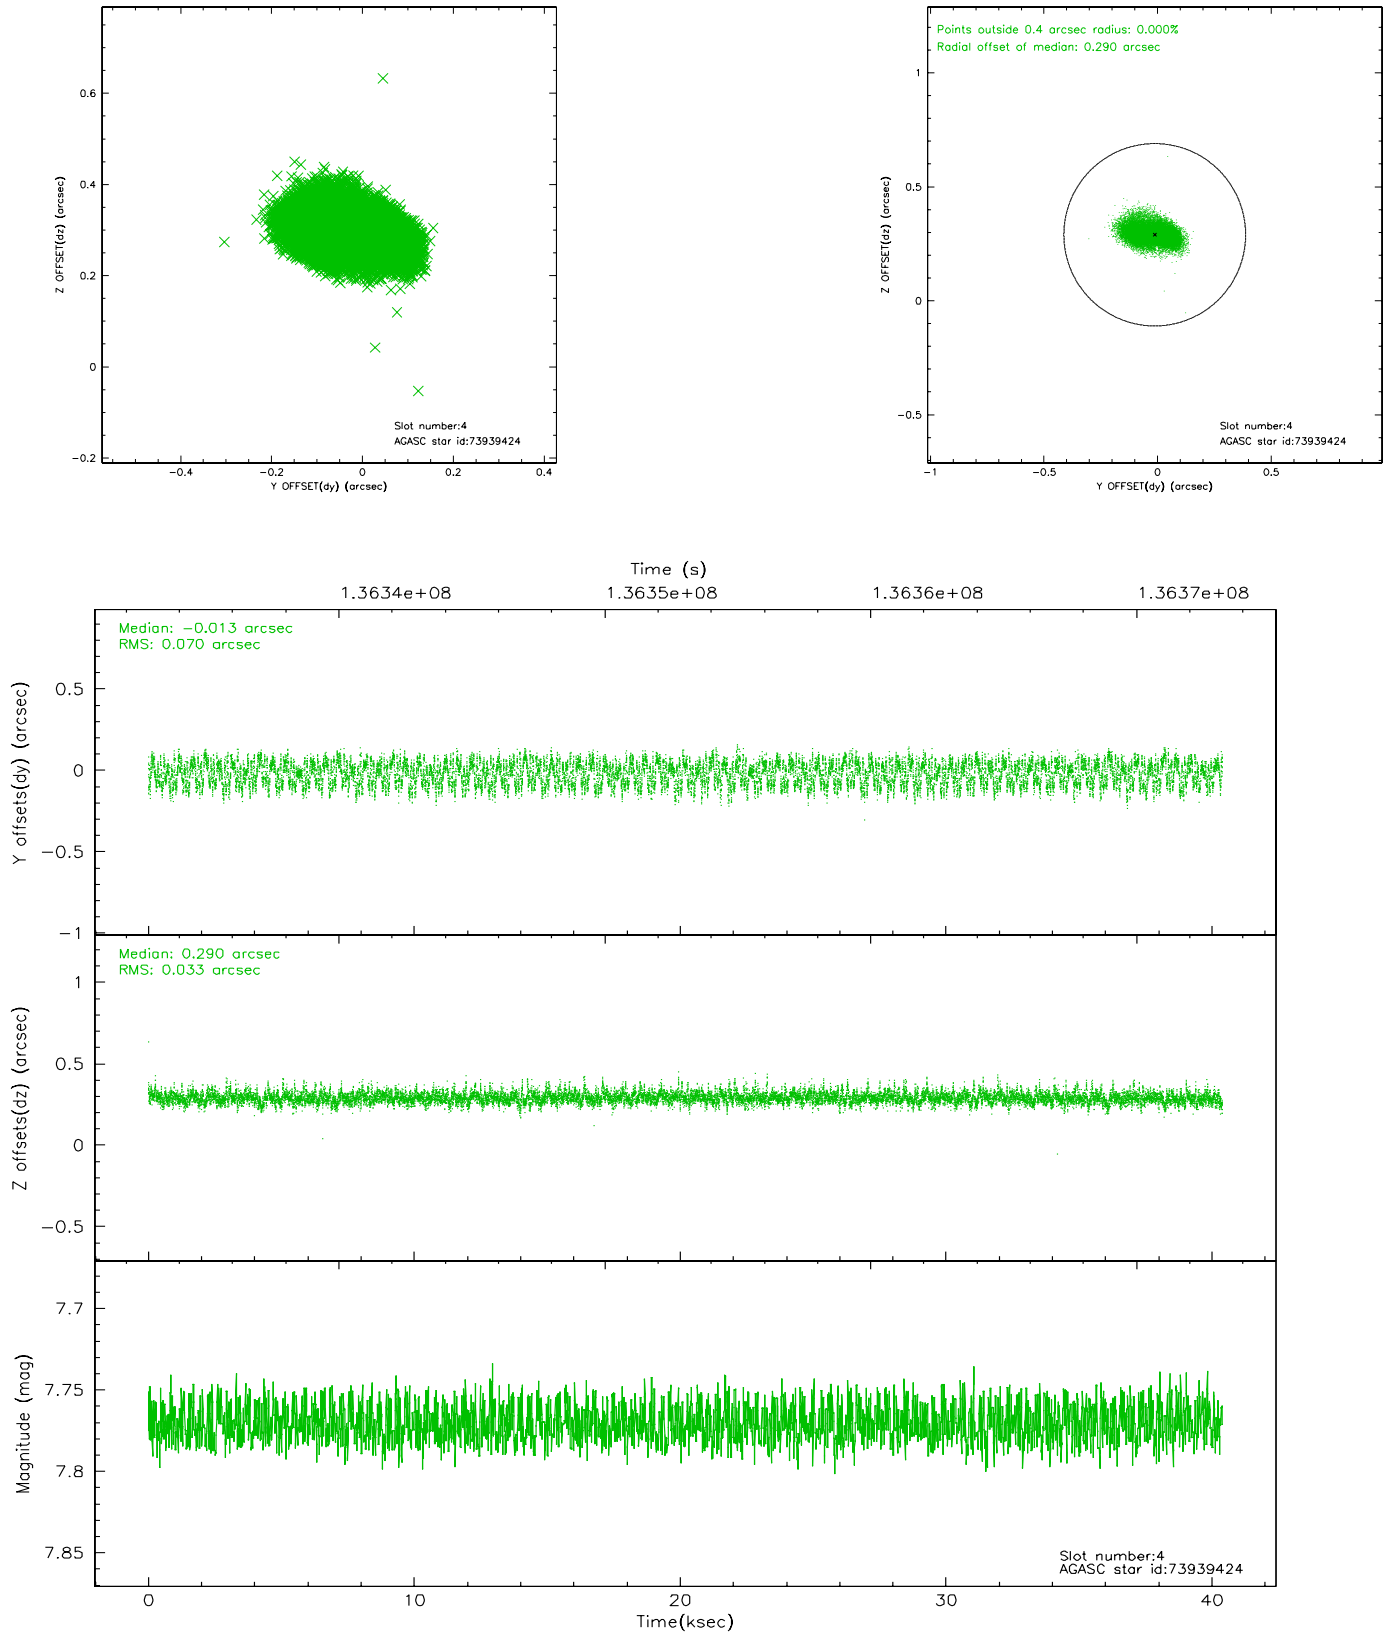 0.6
0.4
0.2
0
−0.2
Z OFFSET(dz) (arcsec)
Slot number:4
AGASC star id:73939424
−0.4 −0.2 0 0.2 0.4
Y OFFSET(dy) (arcsec)
Points outside 0.4 arcsec radius: 0.000%
Radial offset of median: 0.290 arcsec
1
0.5
0
−0.5
Z OFFSET(dz) (arcsec)
Slot number:4
AGASC star id:73939424
−1 −0.5 0 0.5
Y OFFSET(dy) (arcsec)
Time (s)
1.3634e+08 1.3635e+08 1.3636e+08 1.3637e+08
Median: −0.013 arcsec
RMS: 0.070 arcsec
0.5
0
−0.5
−1
Y offsets(dy) (arcsec)
Median: 0.290 arcsec
RMS: 0.033 arcsec
1
0.5
0
−0.5
Z offsets(dz) (arcsec)
7.7
7.75
7.8
7.85
Magnitude (mag)
Slot number:4
AGASC star id:73939424
0 10 20 30 40
Time(ksec)